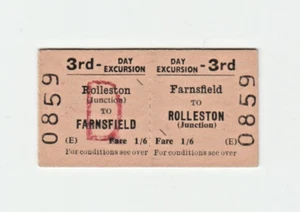 3rd- DAY EXCURSION
Rolleston
(Junction)
TO
FARNSFIELD
(E) Fare 1/6
For conditions see over
0859
D
DAY EXCURSION -3rd
Farnsfield
TO
ROLLESTON
(Junction)
Fare 1/6 (E)
For conditions see over
0859